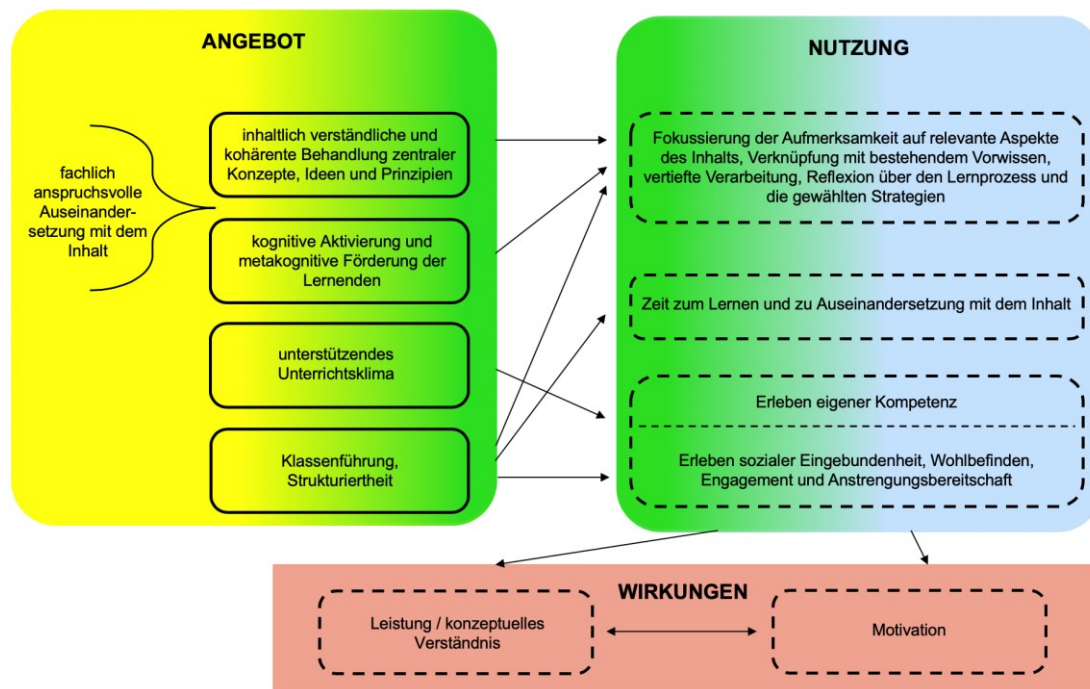 ANGEBOT
fachlich
anspruchsvolle
Auseinander-
setzung mit dem
Inhalt
inhaltlich verständliche und
kohärente Behandlung zentraler
Konzepte, Ideen und Prinzipien
kognitive Aktivierung und
metakognitive Förderung der
Lernenden
unterstützendes
Unterrichtsklima
Klassenführung,
Strukturiertheit
NUTZUNG
Fokussierung der Aufmerksamkeit auf relevante Aspekte
des Inhalts, Verknüpfung mit bestehendem Vorwissen,
vertiefte Verarbeitung, Reflexion über den Lernprozess und
die gewählten Strategien
Zeit zum Lernen und zu Auseinandersetzung mit dem Inhalt
Erleben eigener Kompetenz
Erleben sozialer Eingebundenheit, Wohlbefinden,
Engagement und Anstrengungsbereitschaft
WIRKUNGEN
Leistung / konzeptuelles
Verständnis
Motivation